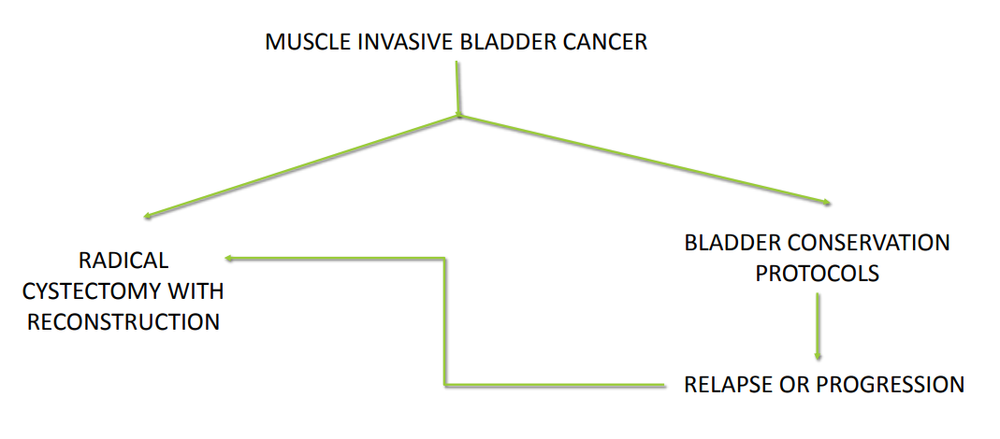 MUSCLE INVASIVE BLADDER CANCER
RADICAL
CYSTECTOMY WITH
RECONSTRUCTION
BLADDER CONSERVATION
PROTOCOLS
RELAPSE OR PROGRESSION